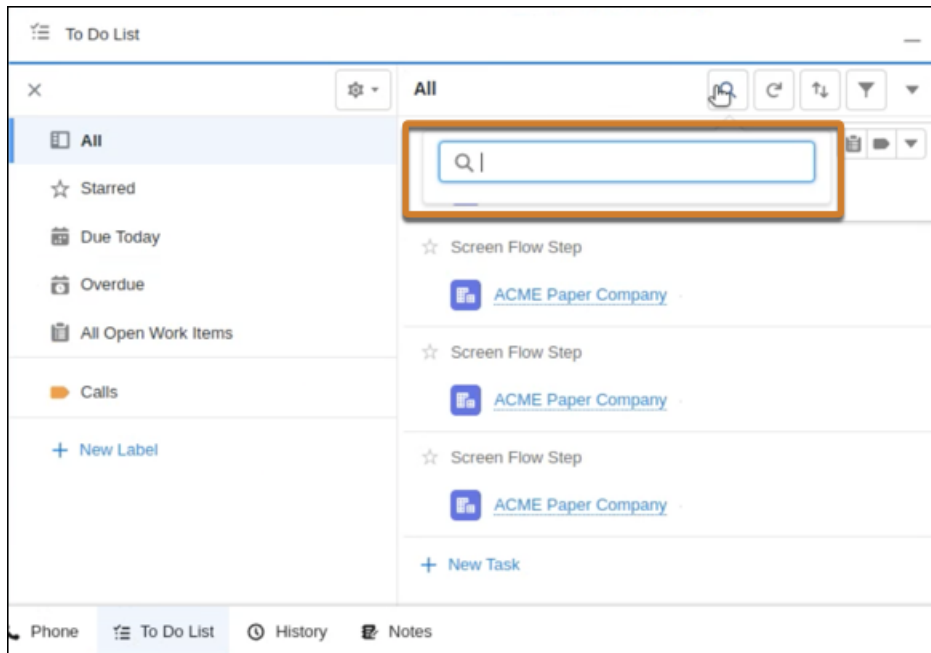 To Do List
All
All
Starred
Due Today
Overdue
All Open Work Items
Calls
New Label
Screen Flow Step
ACME Paper Company
Screen Flow Step
ACME Paper Company
Screen Flow Step
ACME Paper Company
New Task
Phone
To Do List
History
Notes